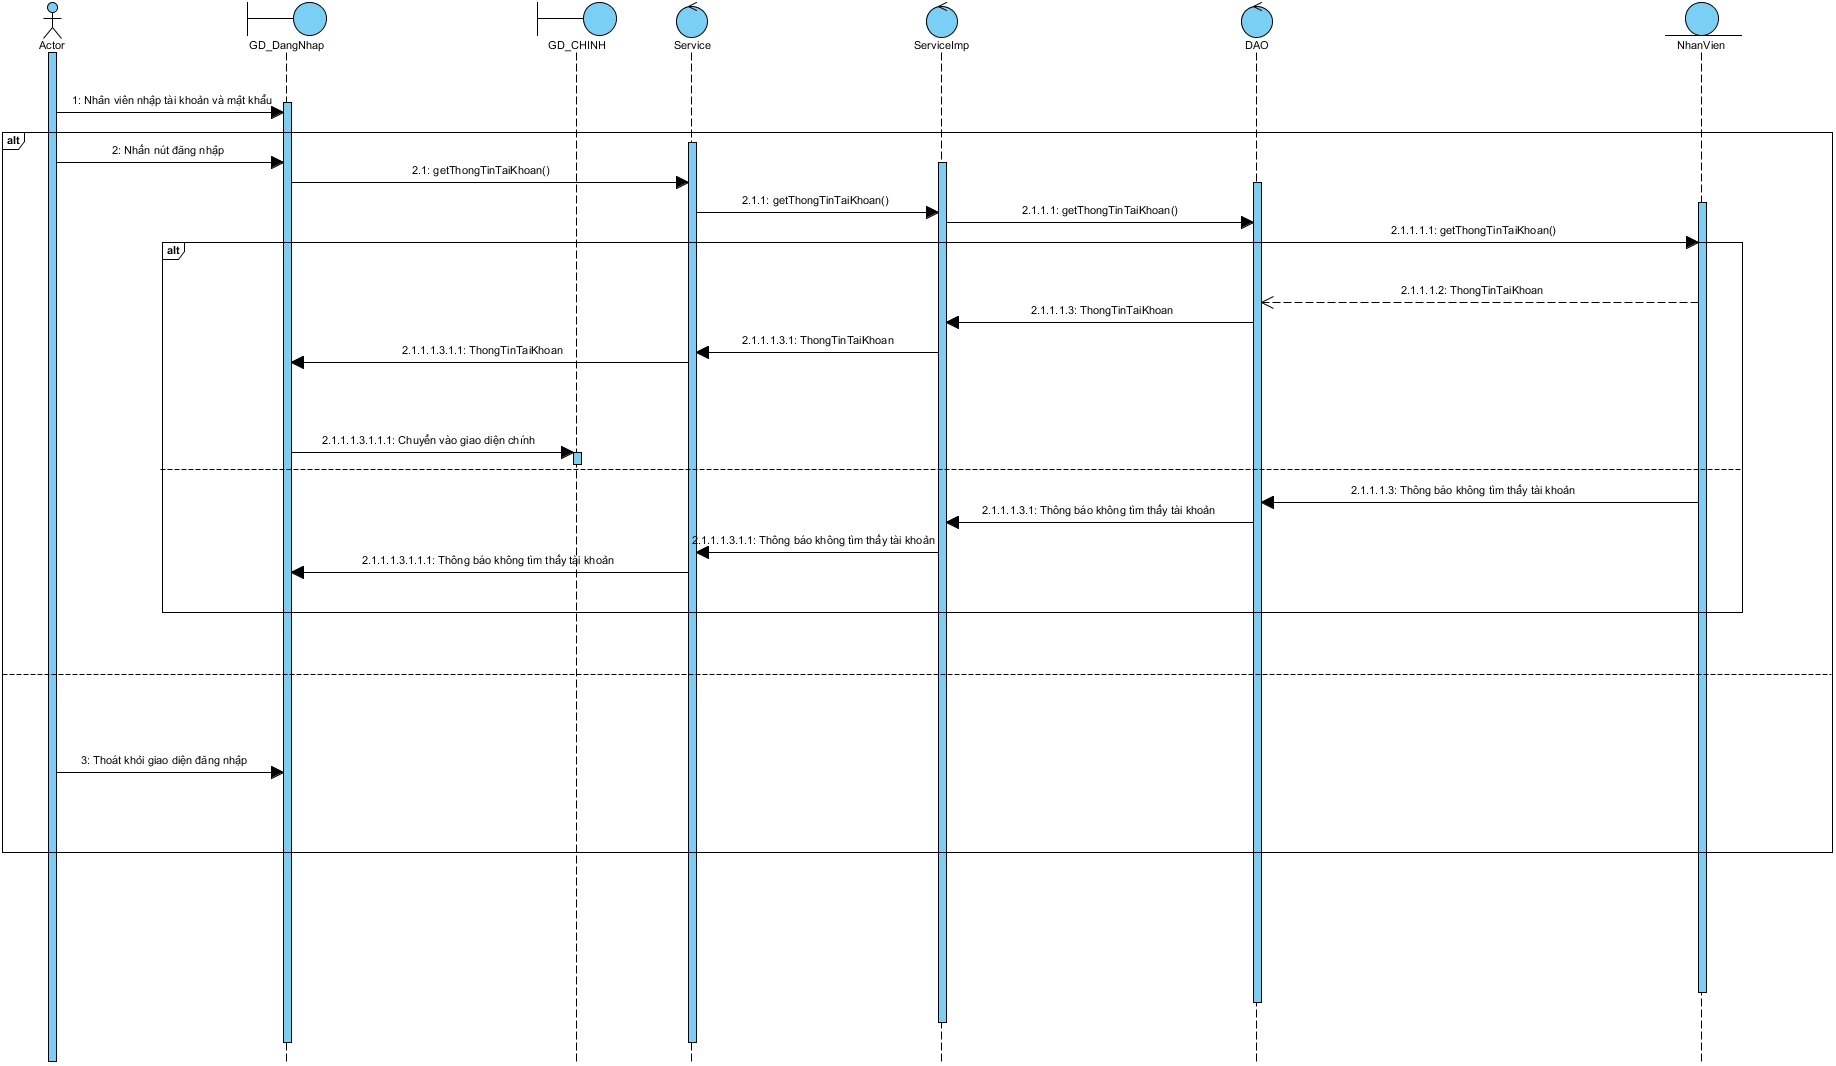 Actor
GD_DangNhap
GD_CHINH
Service
ServiceImp
DAO
NhanVien
1: Nhân viên nhập tài khoản và mật khẩu
alt
2: Nhấn nút đăng nhập
2.1: getThongTinTaiKhoan()
2.1.1: getThongTinTaiKhoan()
2.1.1.1: getThongTinTaiKhoan()
2.1.1.1.1: getThongTinTaiKhoan()
alt
2.1.1.1.2: ThongTinTaiKhoan
2.1.1.1.3: ThongTinTaiKhoan
2.1.1.1.3.1: ThongTinTaiKhoan
2.1.1.1.3.1.1: ThongTinTaiKhoan
2.1.1.1.3.1.1.1: Chuyển vào giao diện chính
2.1.1.1.3: Thông báo không tìm thấy tài khoản
2.1.1.1.3.1: Thông báo không tìm thấy tài khoản
2.1.1.1.3.1.1: Thông báo không tìm thấy tài khoản
2.1.1.1.3.1.1.1: Thông báo không tìm thấy tài khoản
3: Thoát khỏi giao diện đăng nhập